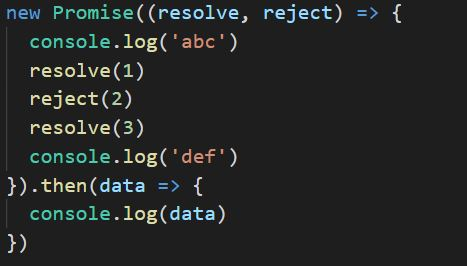 new Promise((resolve, reject) => {
  console.log('abc')
  resolve(1)
  reject(2)
  resolve(3)
  console.log('def')
}).then(data => {
  console.log(data)
})